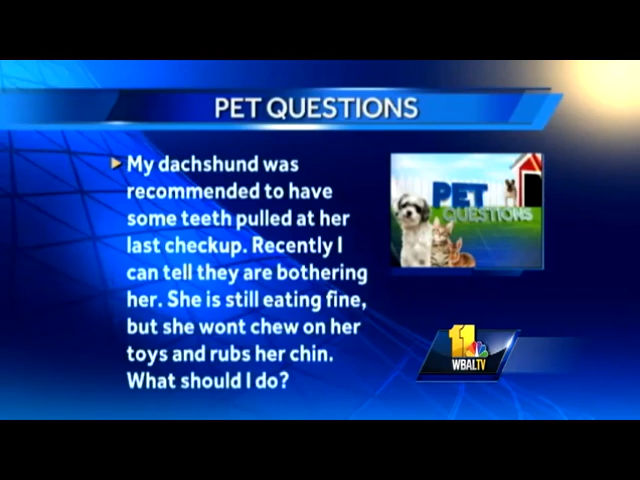 PET QUESTIONS
My dachshund was
recommended to have
some teeth pulled at her
last checkup. Recently I
can tell they are bothering
her. She is still eating fine,
but she wont chew on her
toys and rubs her chin.
What should I do?
PET
QUESTIONS
11
WBALTV